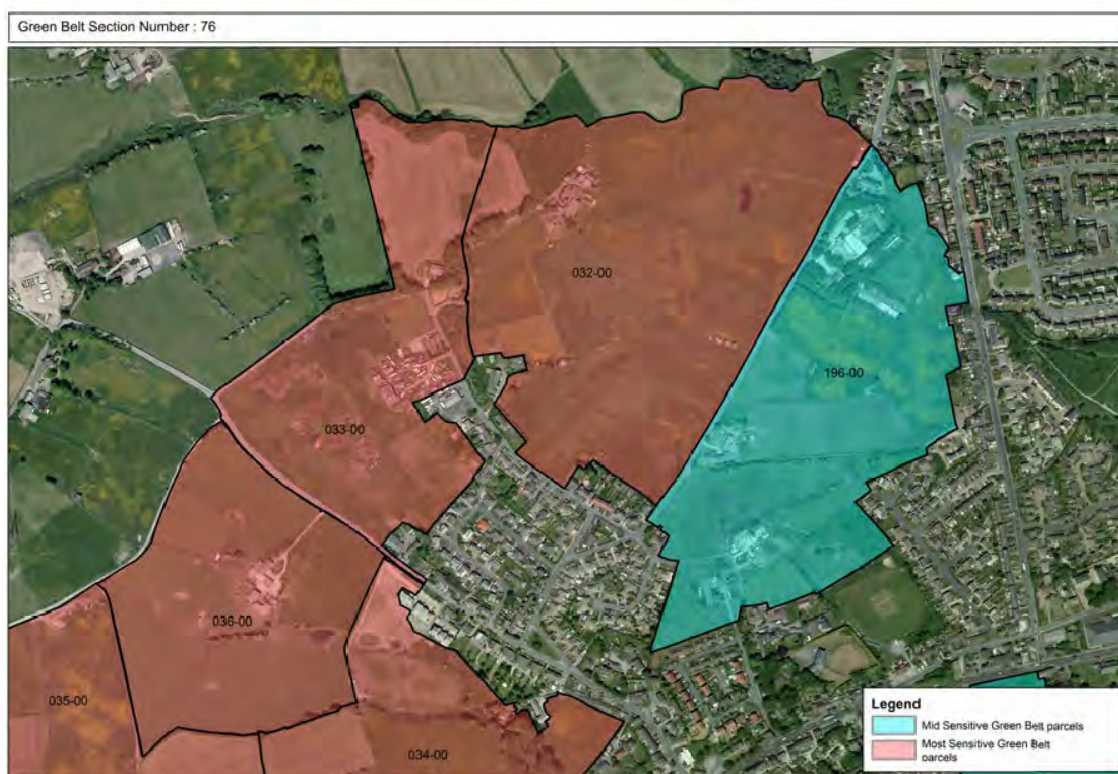 Green Belt Section Number : 76
032-00
196-00
033-00
036-00
035-00
034-00
Legend
Mid Sensitive Green Belt parcels
Most Sensitive Green Belt
parcels